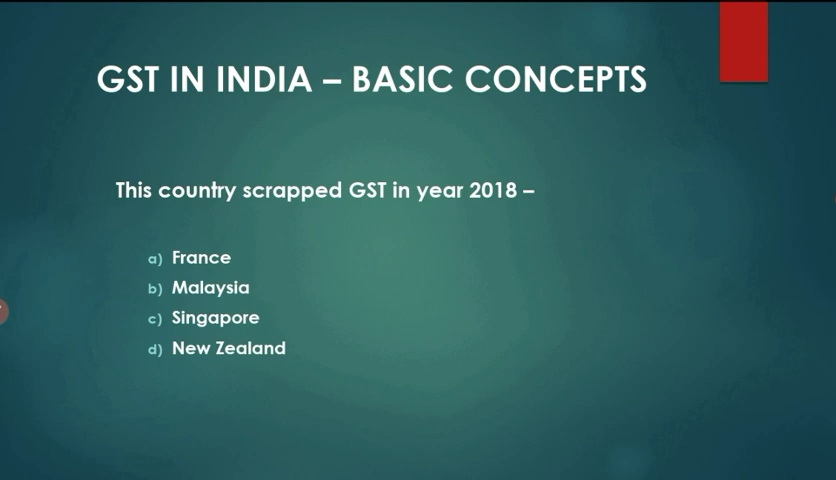 GST IN INDIA – BASIC CONCEPTS
This country scrapped GST in year 2018 –
a) France
b) Malaysia
c) Singapore
d) New Zealand